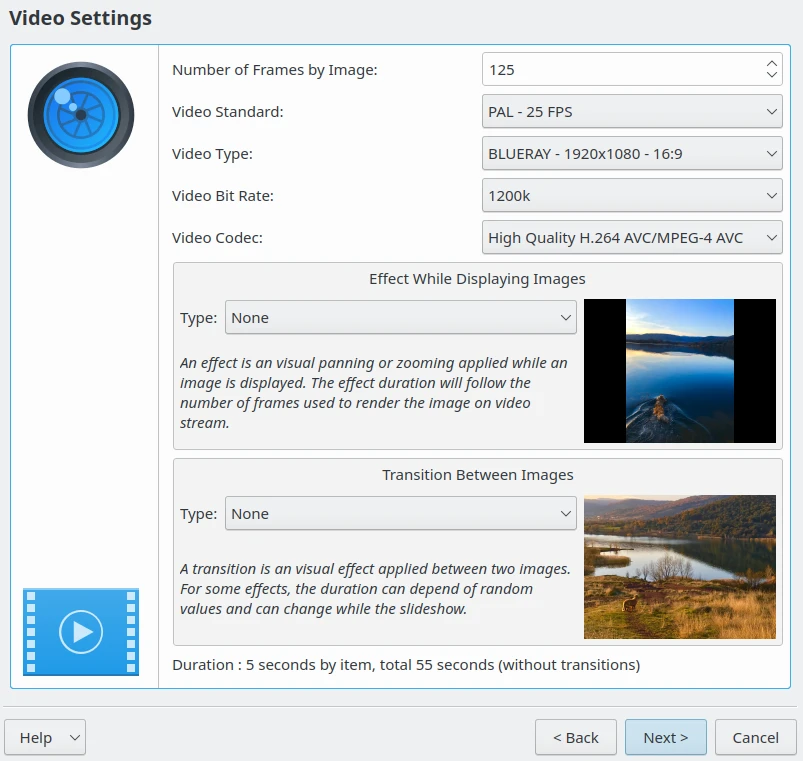 Video Settings
Number of Frames by Image:
125
Video Standard:
PAL - 25 FPS
Video Type:
BLUERAY - 1920x1080 - 16:9
Video Bit Rate:
1200k
Video Codec:
High Quality H.264 AVC/MPEG-4 AVC
Effect While Displaying Images
Type:
None
An effect is an visual panning or zooming applied while an
image is displayed. The effect duration will follow the
number of frames used to render the image on video
stream.
Transition Between Images
Type:
None
A transition is an visual effect applied between two images.
For some effects, the duration can depend of random
values and can change while the slideshow.
Duration : 5 seconds by item, total 55 seconds (without transitions)
Help
< Back
Next >
Cancel